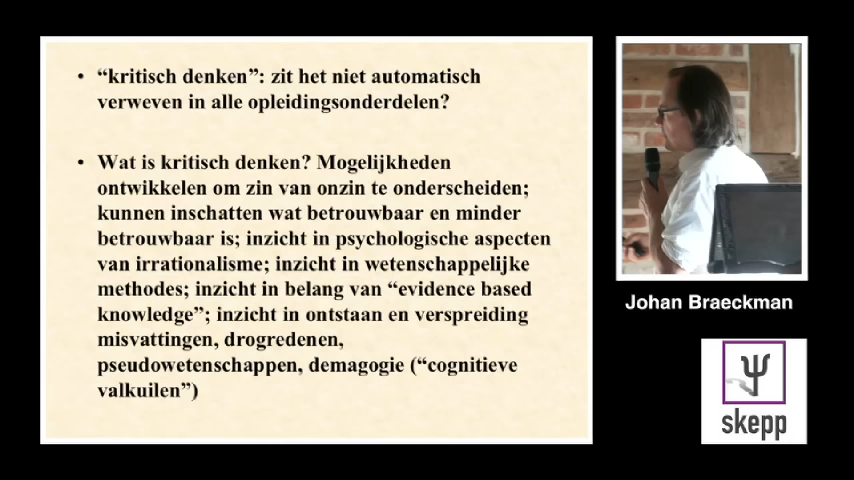 • “kritisch denken”: zit het niet automatisch
verweven in alle opleidingsonderdelen?
• Wat is kritisch denken? Mogelijkheden
ontwikkelen om zin van onzin te onderscheiden;
kunnen inschatten wat betrouwbaar en minder
betrouwbaar is; inzicht in psychologische aspecten
van irrationalisme; inzicht in wetenschappelijke
methodes; inzicht in belang van “evidence based
knowledge”; inzicht in ontstaan en verspreiding
misvattingen, drogredenen,
pseudowetenschappen, demagogie (“cognitieve
valkuilen”)
Johan Braeckman
skepp